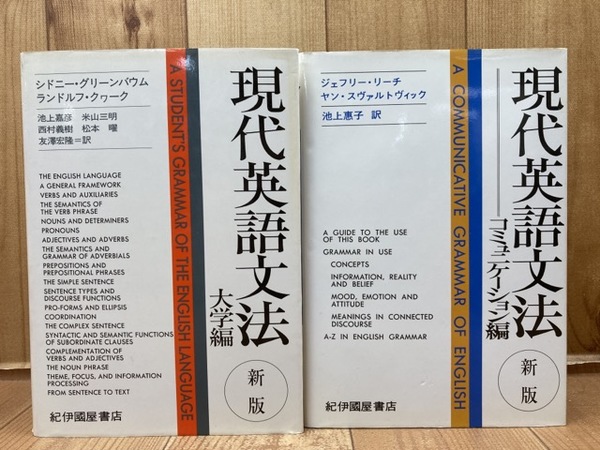 シドニー・グリーンバウム
ランドルフ・クヮーク
池上嘉彦 米山三明
西村義樹 松本 曜
友澤宏隆=訳
THE ENGLISH LANGUAGE
A GENERAL FRAMEWORK
VERBS AND AUXILIARIES
THE SEMANTICS OF
THE VERB PHRASE
NOUNS AND DETERMINERS
PRONOUNS
ADJECTIVES AND ADVERBS
THE SEMANTICS AND
GRAMMAR OF ADVERBIALS
PREPOSITIONS AND
PREPOSITIONAL PHRASES
THE SIMPLE SENTENCE
SENTENCE TYPES AND
DISCOURSE FUNCTIONS
PRO-FORMS AND ELLIPSIS
COORDINATION
THE COMPLEX SENTENCE
SYNTACTIC AND SEMANTIC FUNCTIONS
OF SUBORDINATE CLAUSES
COMPLEMENTATION OF
VERBS AND ADJECTIVES
THE NOUN PHRASE
THEME, FOCUS, AND INFORMATION
PROCESSING
FROM SENTENCE TO TEXT
A STUDENT'S GRAMMAR OF THE ENGLISH LANGUAGE
現代英語文法
大学編
新版
紀伊國屋書店
ジェフリー・リーチ
ヤン・スヴァルトヴィック
池上惠子 訳
A GUIDE TO THE USE
OF THIS BOOK
GRAMMAR IN USE
CONCEPTS
INFORMATION, REALITY
AND BELIEF
MOOD, EMOTION AND
ATTITUDE
MEANINGS IN CONNECTED
DISCOURSE
A-Z IN ENGLISH GRAMMAR
A COMMUNICATIVE GRAMMAR OF ENGLISH
現代英語文法
コミュニケーション編
新版
紀伊國屋書店